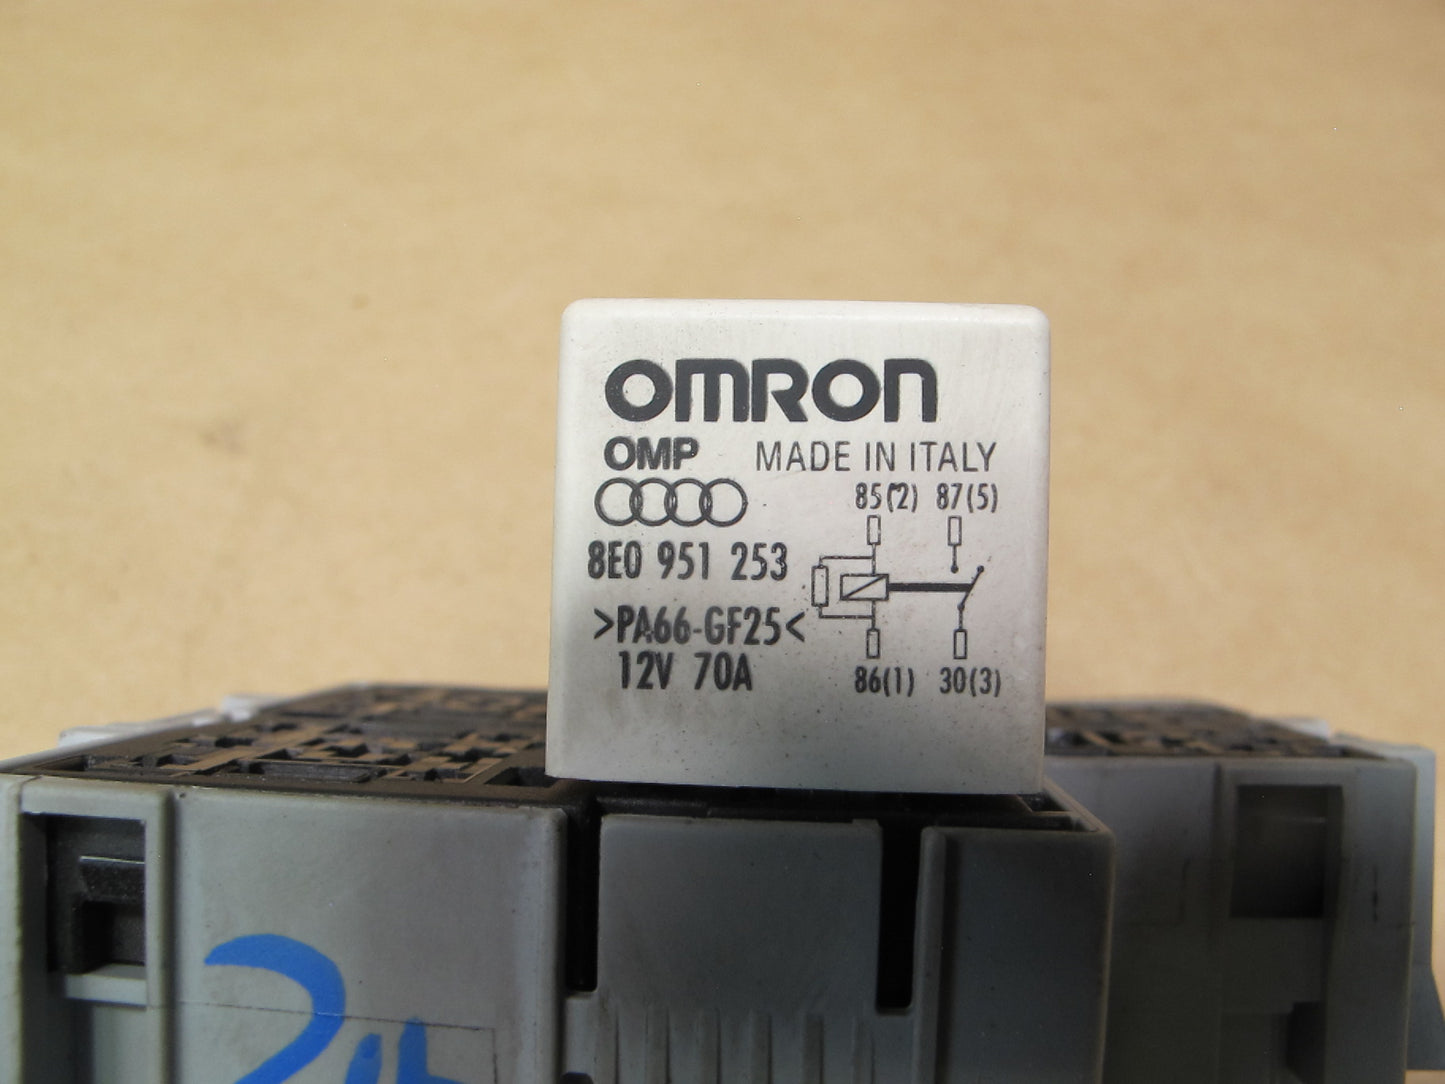 OMRON
OMP MADE IN ITALY
85(2) 87(5)
8E0 951 253
>PA66-GF25<
12V 70A
86(1) 30(3)